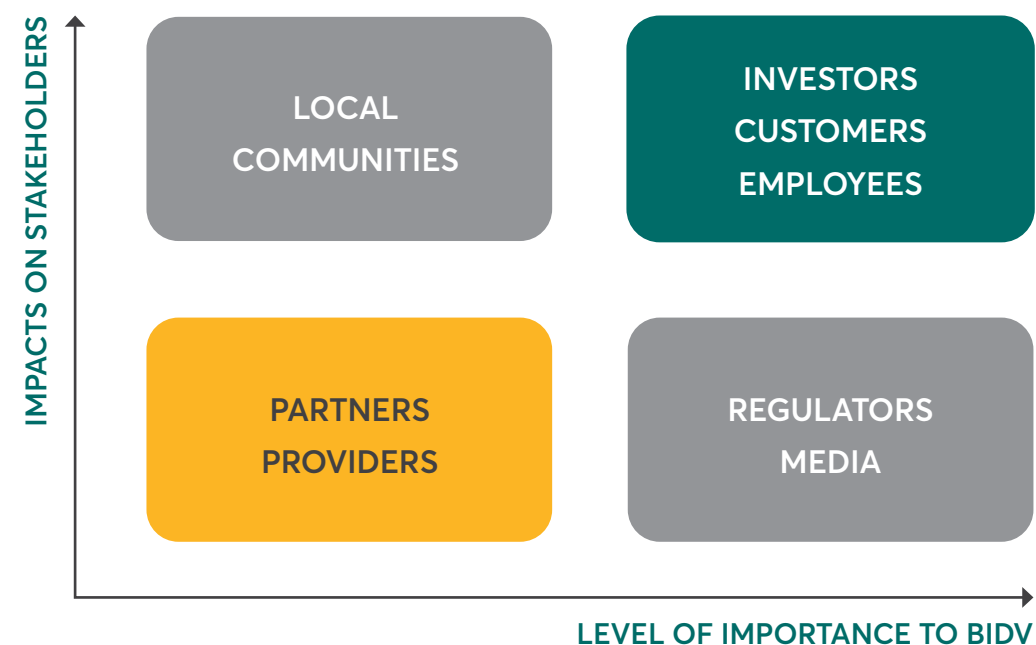 IMPACTS ON STAKEHOLDERS
LOCAL
COMMUNITIES
INVESTORS
CUSTOMERS
EMPLOYEES
PARTNERS
PROVIDERS
REGULATORS
MEDIA
LEVEL OF IMPORTANCE TO BIDV